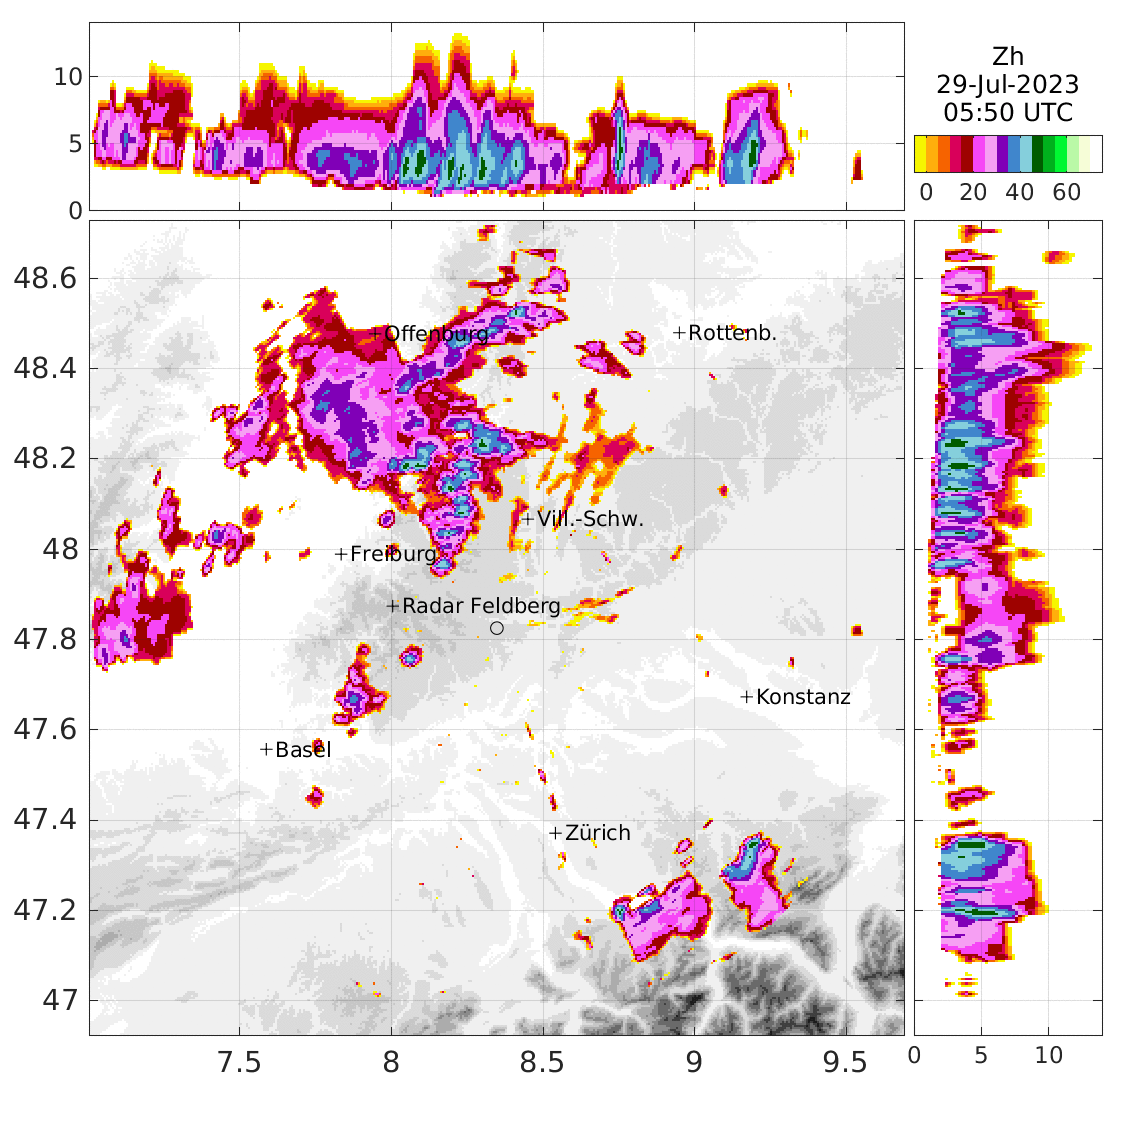 Zh
29-Jul-2023
05:50 UTC
0 20 40 60
10
5
0
48.6
48.4
48.2
48
47.8
47.6
47.4
47.2
47
Offenburg
Rottenb.
Vill.-Schw.
Freiburg
Radar Feldberg
Konstanz
Basel
Zürich
7.5 8 8.5 9 9.5
0 5 10